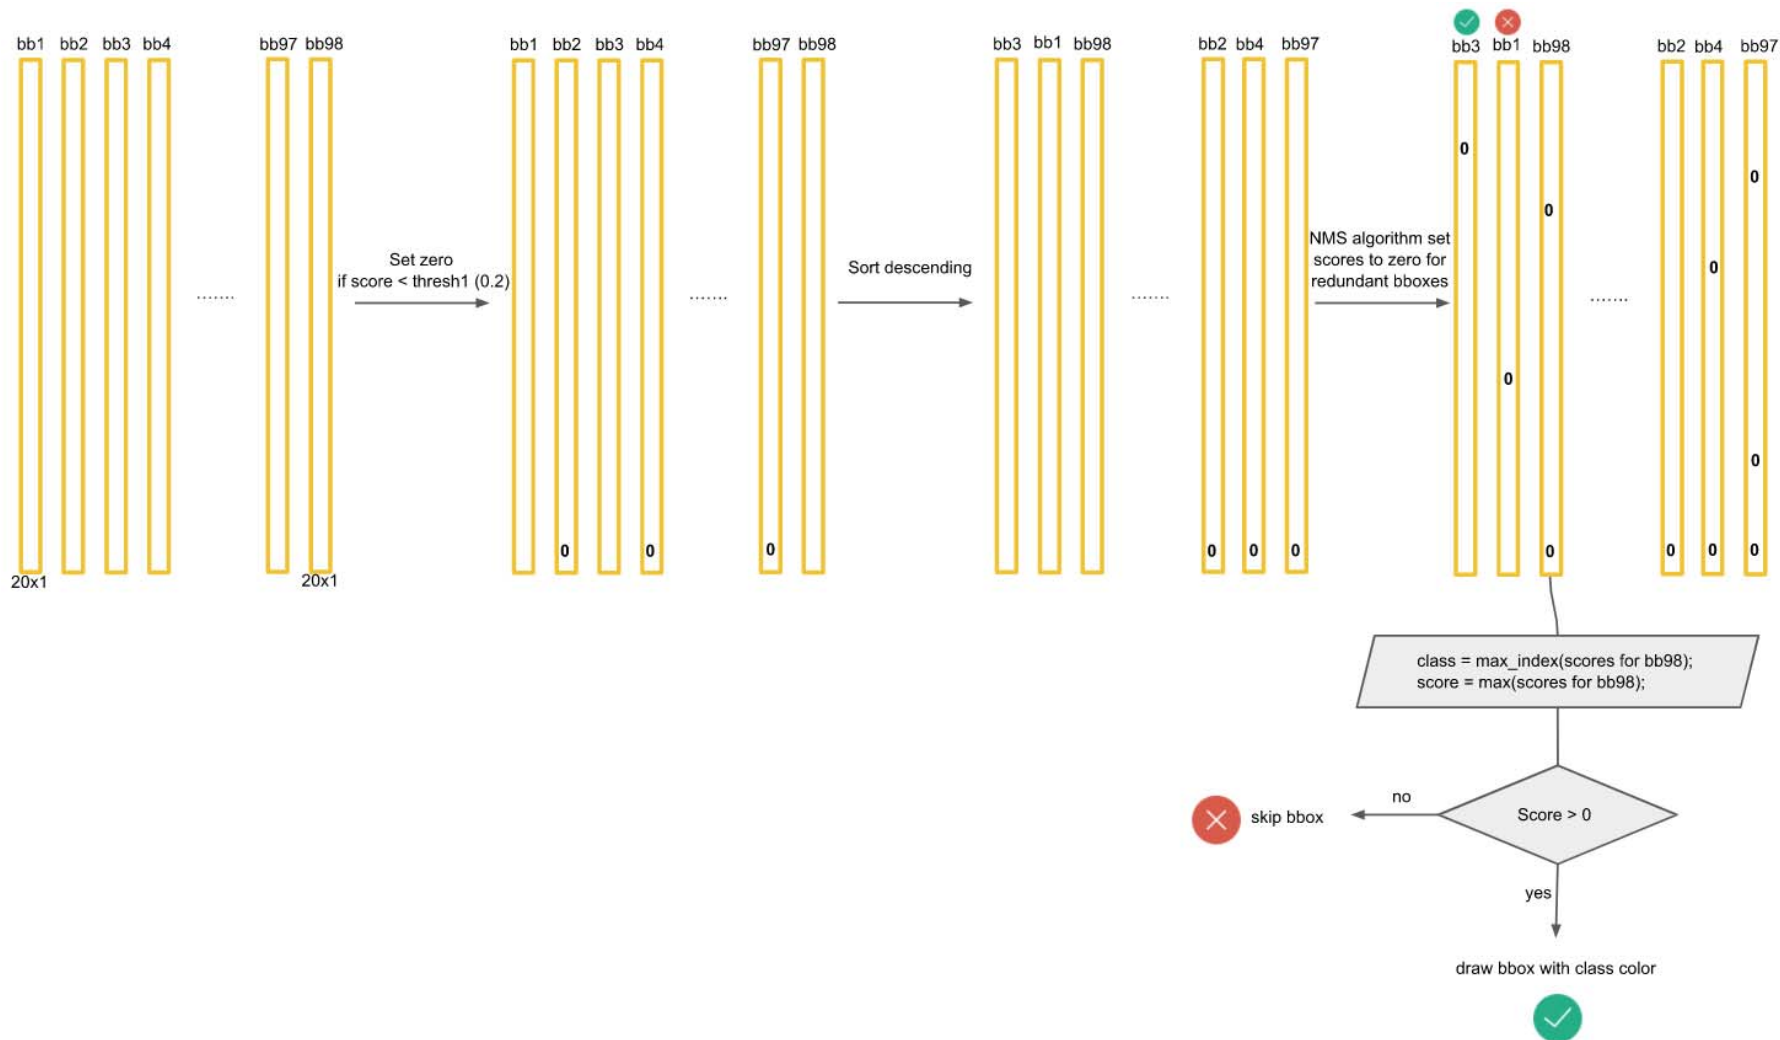 bb1 bb2 bb3 bb4 bb97 bb98
20x1 20x1
.......
Set zero
if score < thresh1 (0.2)
bb1 bb2 bb3 bb4 bb97 bb98
.......
0 0 0
Sort descending
bb3 bb1 bb98 bb2 bb4 bb97
.......
0 0 0
NMS algorithm set
scores to zero for
redundant bboxes
bb3 bb1 bb98 bb2 bb4 bb97
0
0
0
0
.......
0
0
0 0 0 0
class = max_index(scores for bb98);
score = max(scores for bb98);
Score > 0
no
skip bbox
yes
draw bbox with class color